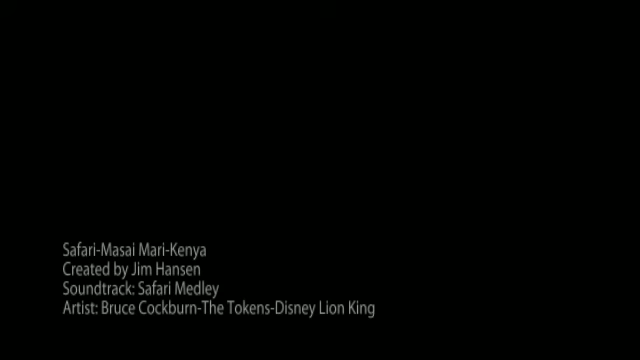 Safari-Masai Mari-Kenya
Created by Jim Hansen
Soundtrack: Safari Medley
Artist: Bruce Cockburn-The Tokens-Disney Lion King